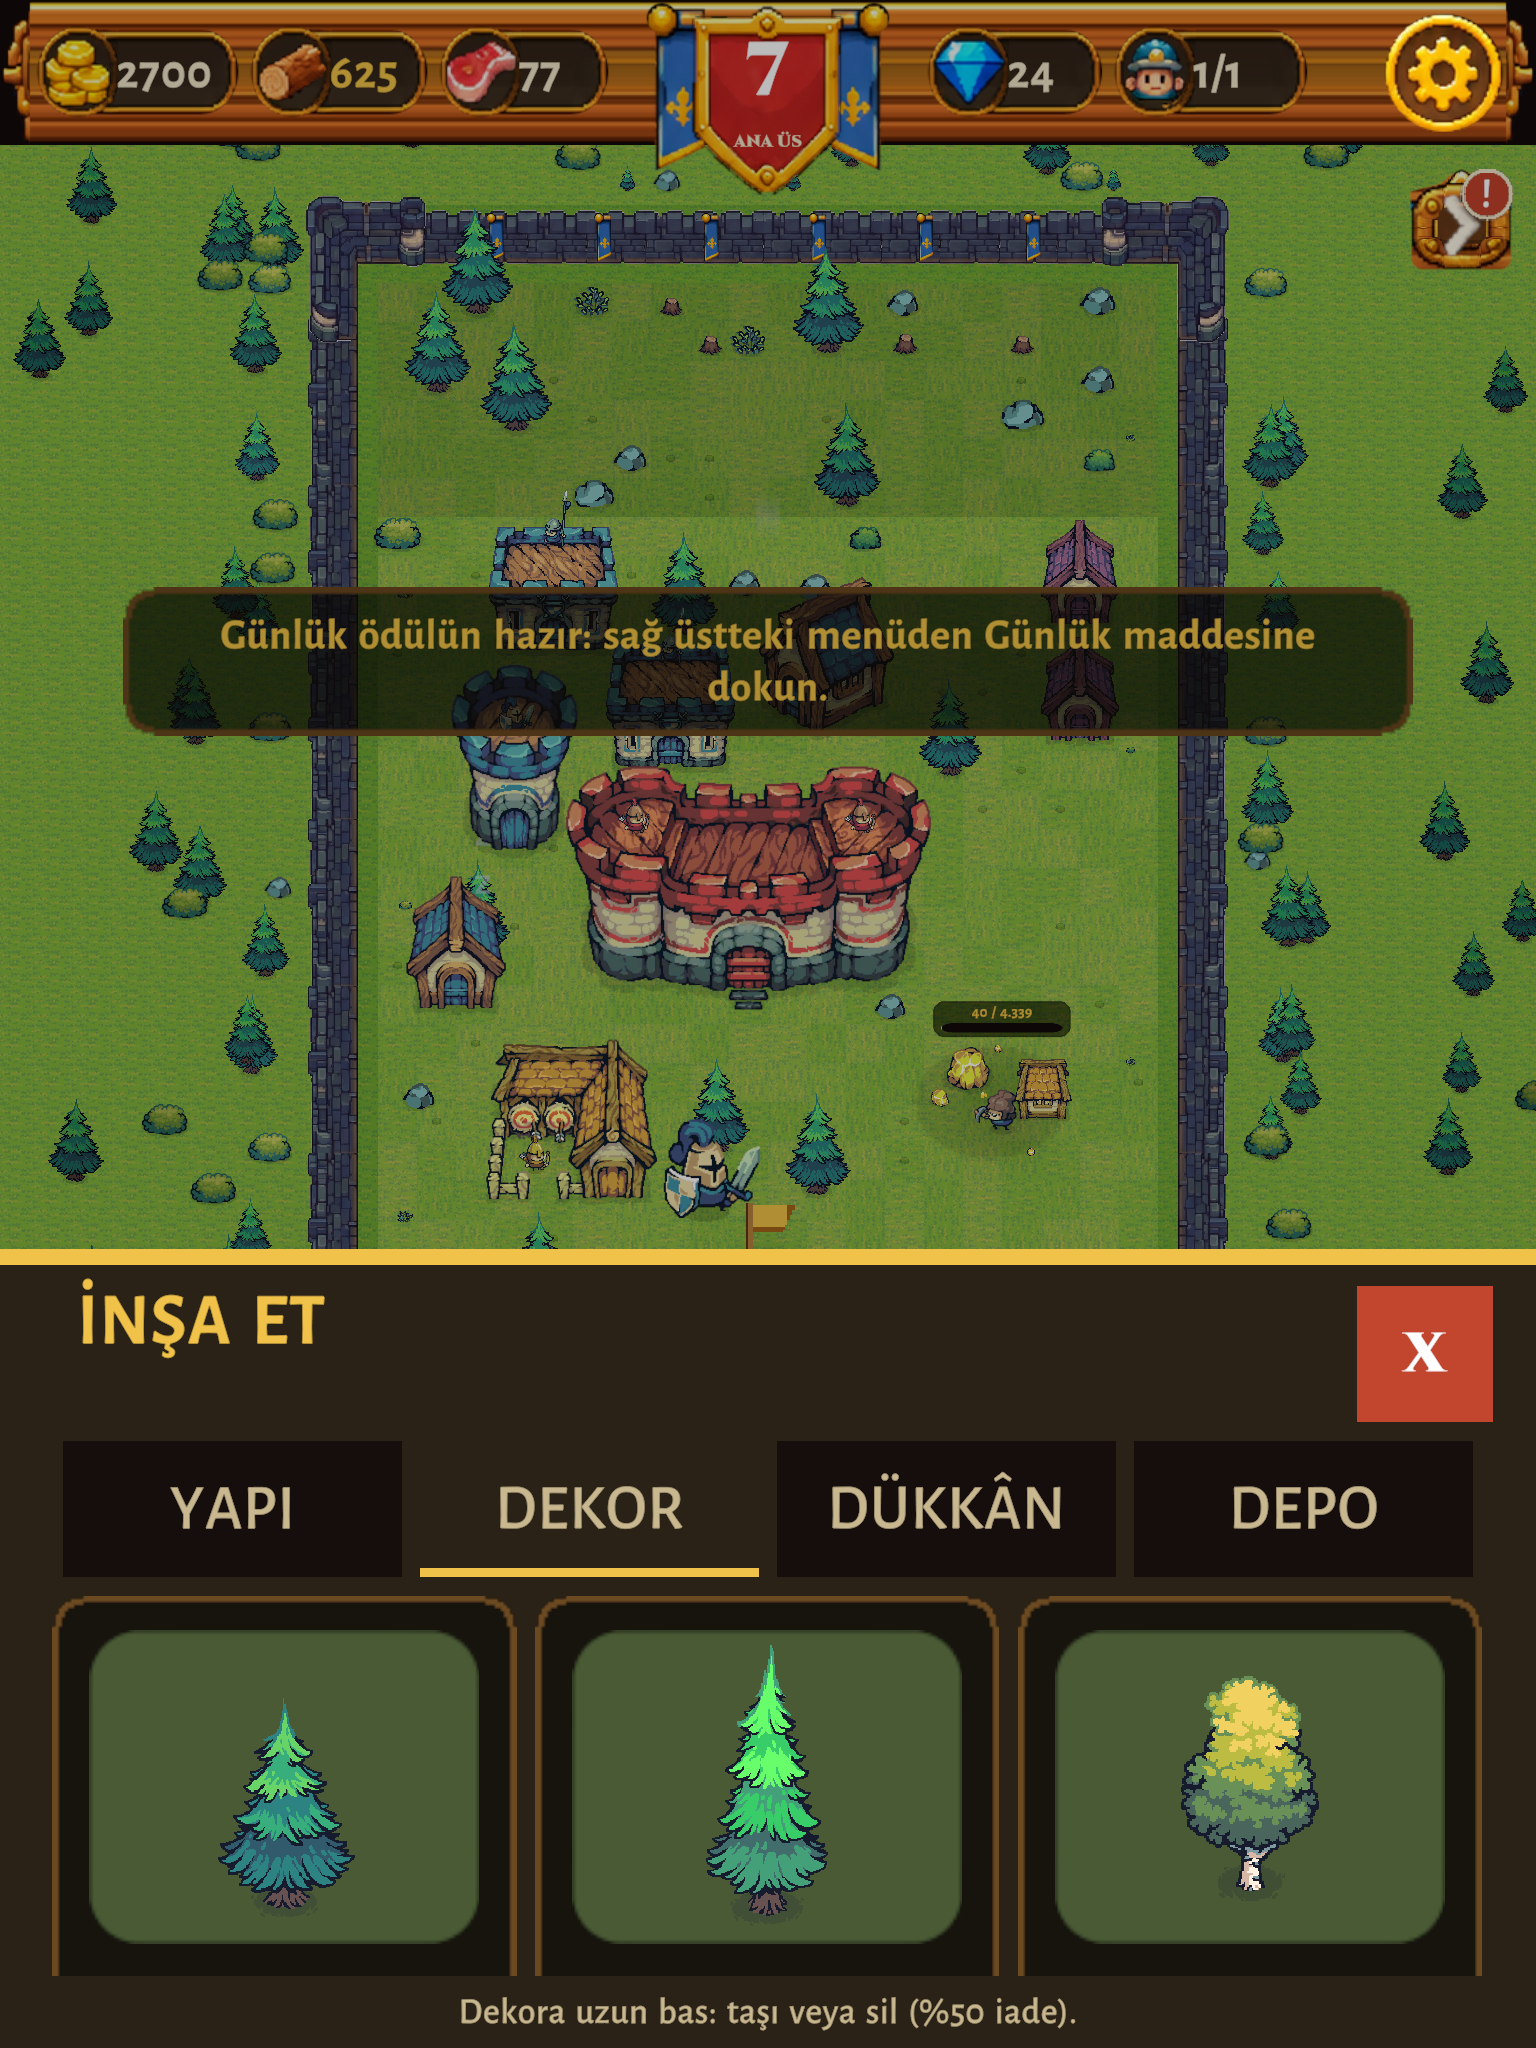 2700
625
77
7
ANA ÜS
24
1/1
!
Günlük ödülün hazır: sağ üstteki menüden Günlük maddesine
dokun.
40 / 4.339
İNŞA ET
X
YAPI
DEKOR
DÜKKÂN
DEPO
Dekora uzun bas: taşı veya sil (%50 iade).